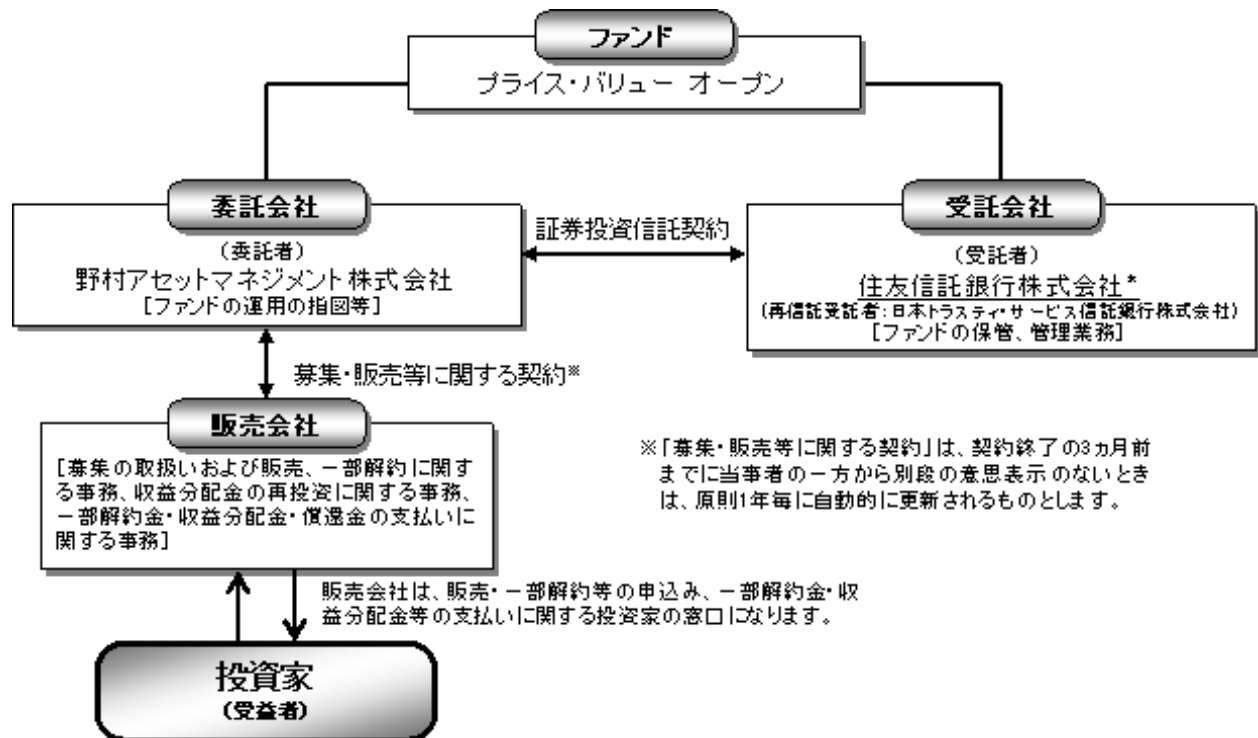 ファンド
プライス・バリュー オープン
委託会社
(委託者)
野村アセットマネジメント株式会社
[ファンドの運用の指図等]
証券投資信託契約
受託会社
(受託者)
住友信託銀行株式会社*
(再信託受託者:日本トラスティ・サービス信託銀行株式会社)
[ファンドの保管、管理業務]
募集・販売等に関する契約※
販売会社
[募集の取扱いおよび販売、一部解約に関す
る事務、収益分配金の再投資に関する事務、
一部解約金・収益分配金・償還金の支払いに
関する事務]
※「募集・販売等に関する契約」は、契約終了の3ヵ月前
までに当事者の一方から別段の意思表示のないとき
は、原則1年毎に自動的に更新されるものとします。
販売会社は、販売・一部解約等の申込み、一部解約金・収
益分配金等の支払いに関する投資家の窓口になります。
投資家
(受益者)